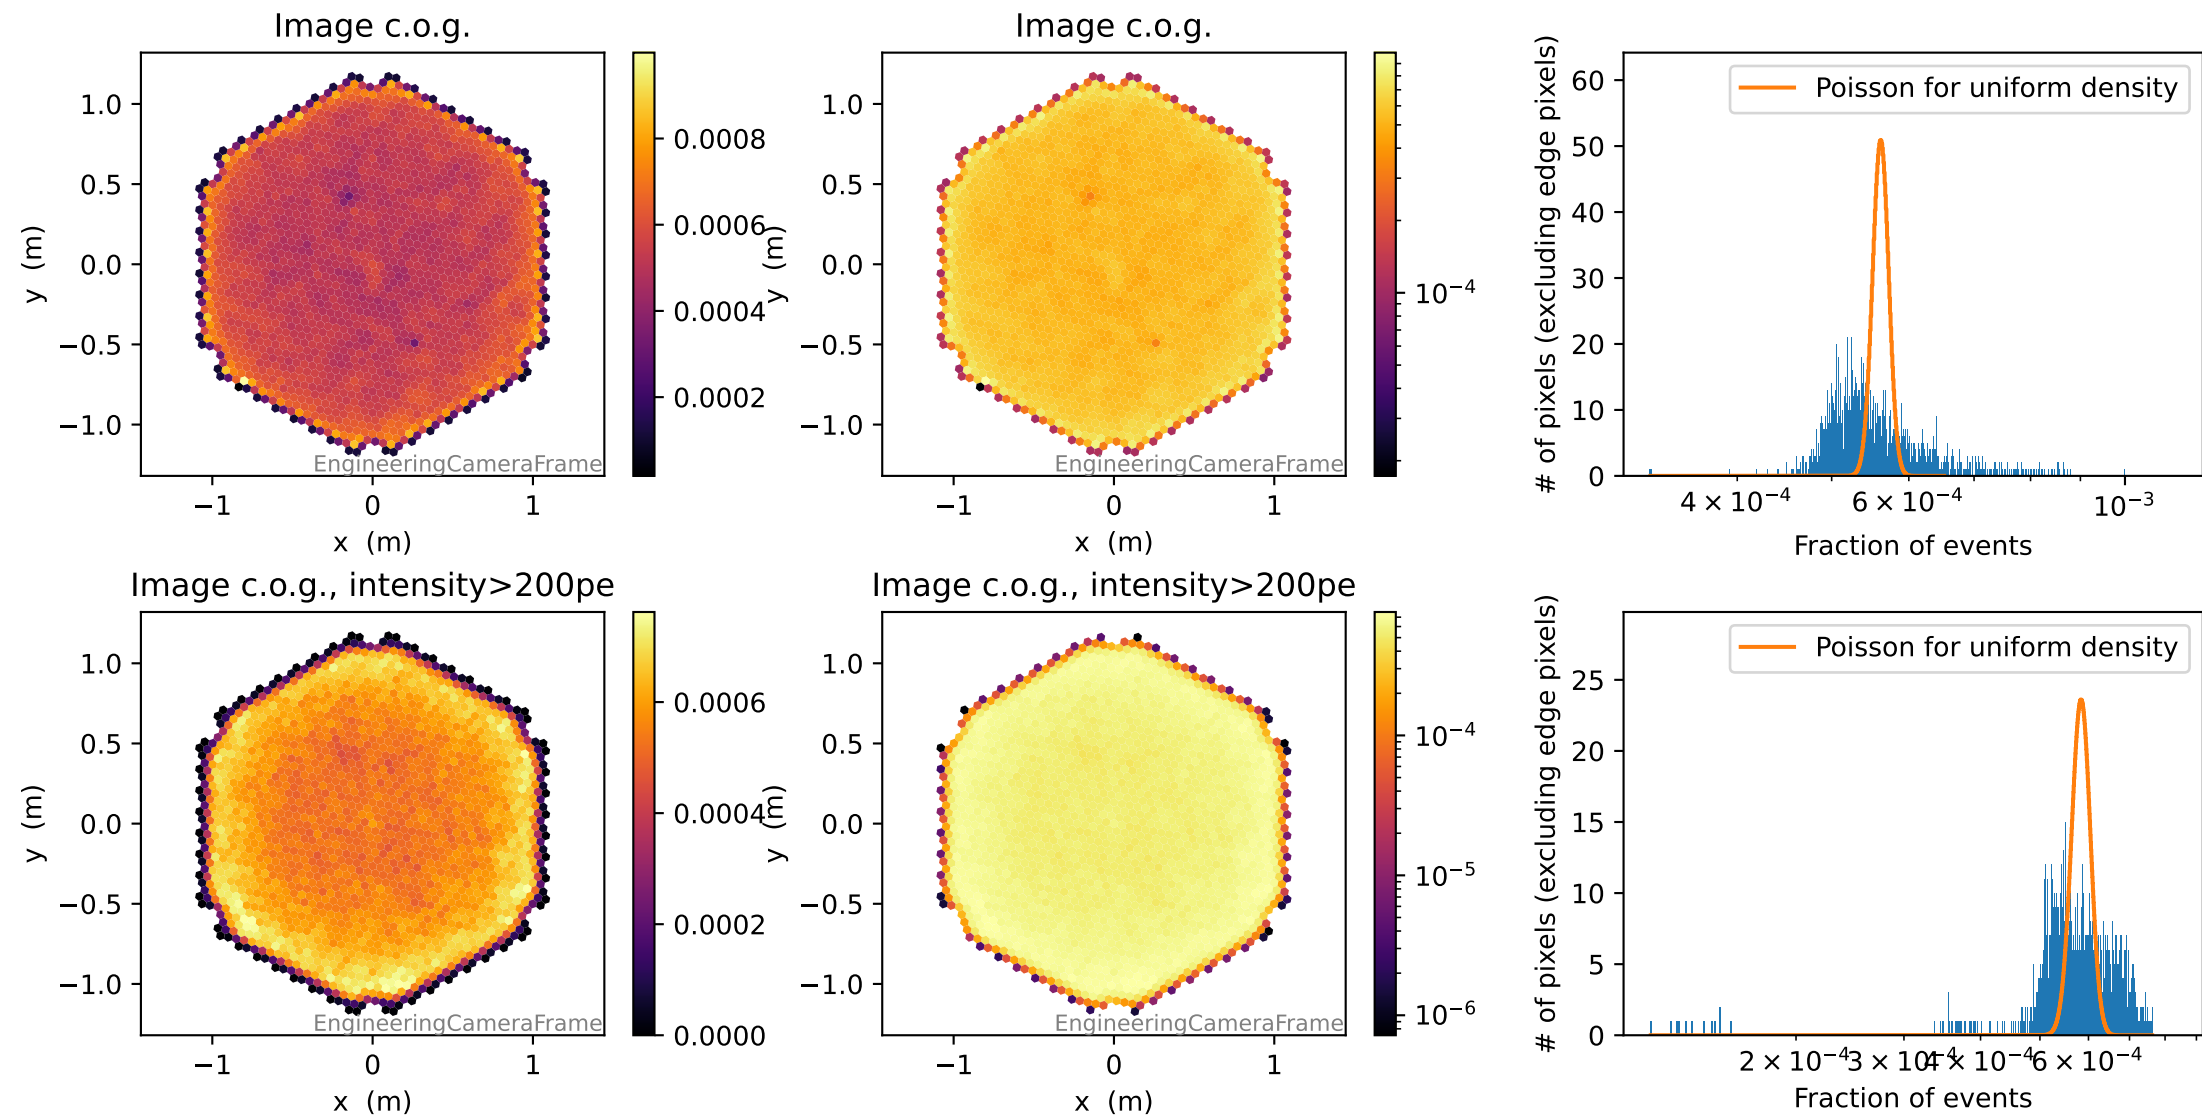 Image c.o.g.
1.0
0.5
0.0
−0.5
−1.0
y (m)
−1
0
1
x (m)
EngineeringCameraFrame
0.0008
0.0006
0.0004
0.0002
Image c.o.g.
1.0
0.5
0.0
−0.5
−1.0
y (m)
−1
0
1
x (m)
EngineeringCameraFrame
10⁻⁴
60
50
40
30
20
10
0
# of pixels (excluding edge pixels)
Poisson for uniform density
4 × 10⁻⁴
6 × 10⁻⁴
10⁻³
Fraction of events
Image c.o.g., intensity>200pe
1.0
0.5
0.0
−0.5
−1.0
y (m)
−1
0
1
x (m)
EngineeringCameraFrame
0.0006
0.0004
0.0002
0.0000
Image c.o.g., intensity>200pe
1.0
0.5
0.0
−0.5
−1.0
y (m)
−1
0
1
x (m)
EngineeringCameraFrame
10⁻⁴
10⁻⁵
10⁻⁶
25
20
15
10
5
0
# of pixels (excluding edge pixels)
Poisson for uniform density
2 × 10⁻⁴
3 × 10⁻⁴
4 × 10⁻⁴
6 × 10⁻⁴
Fraction of events